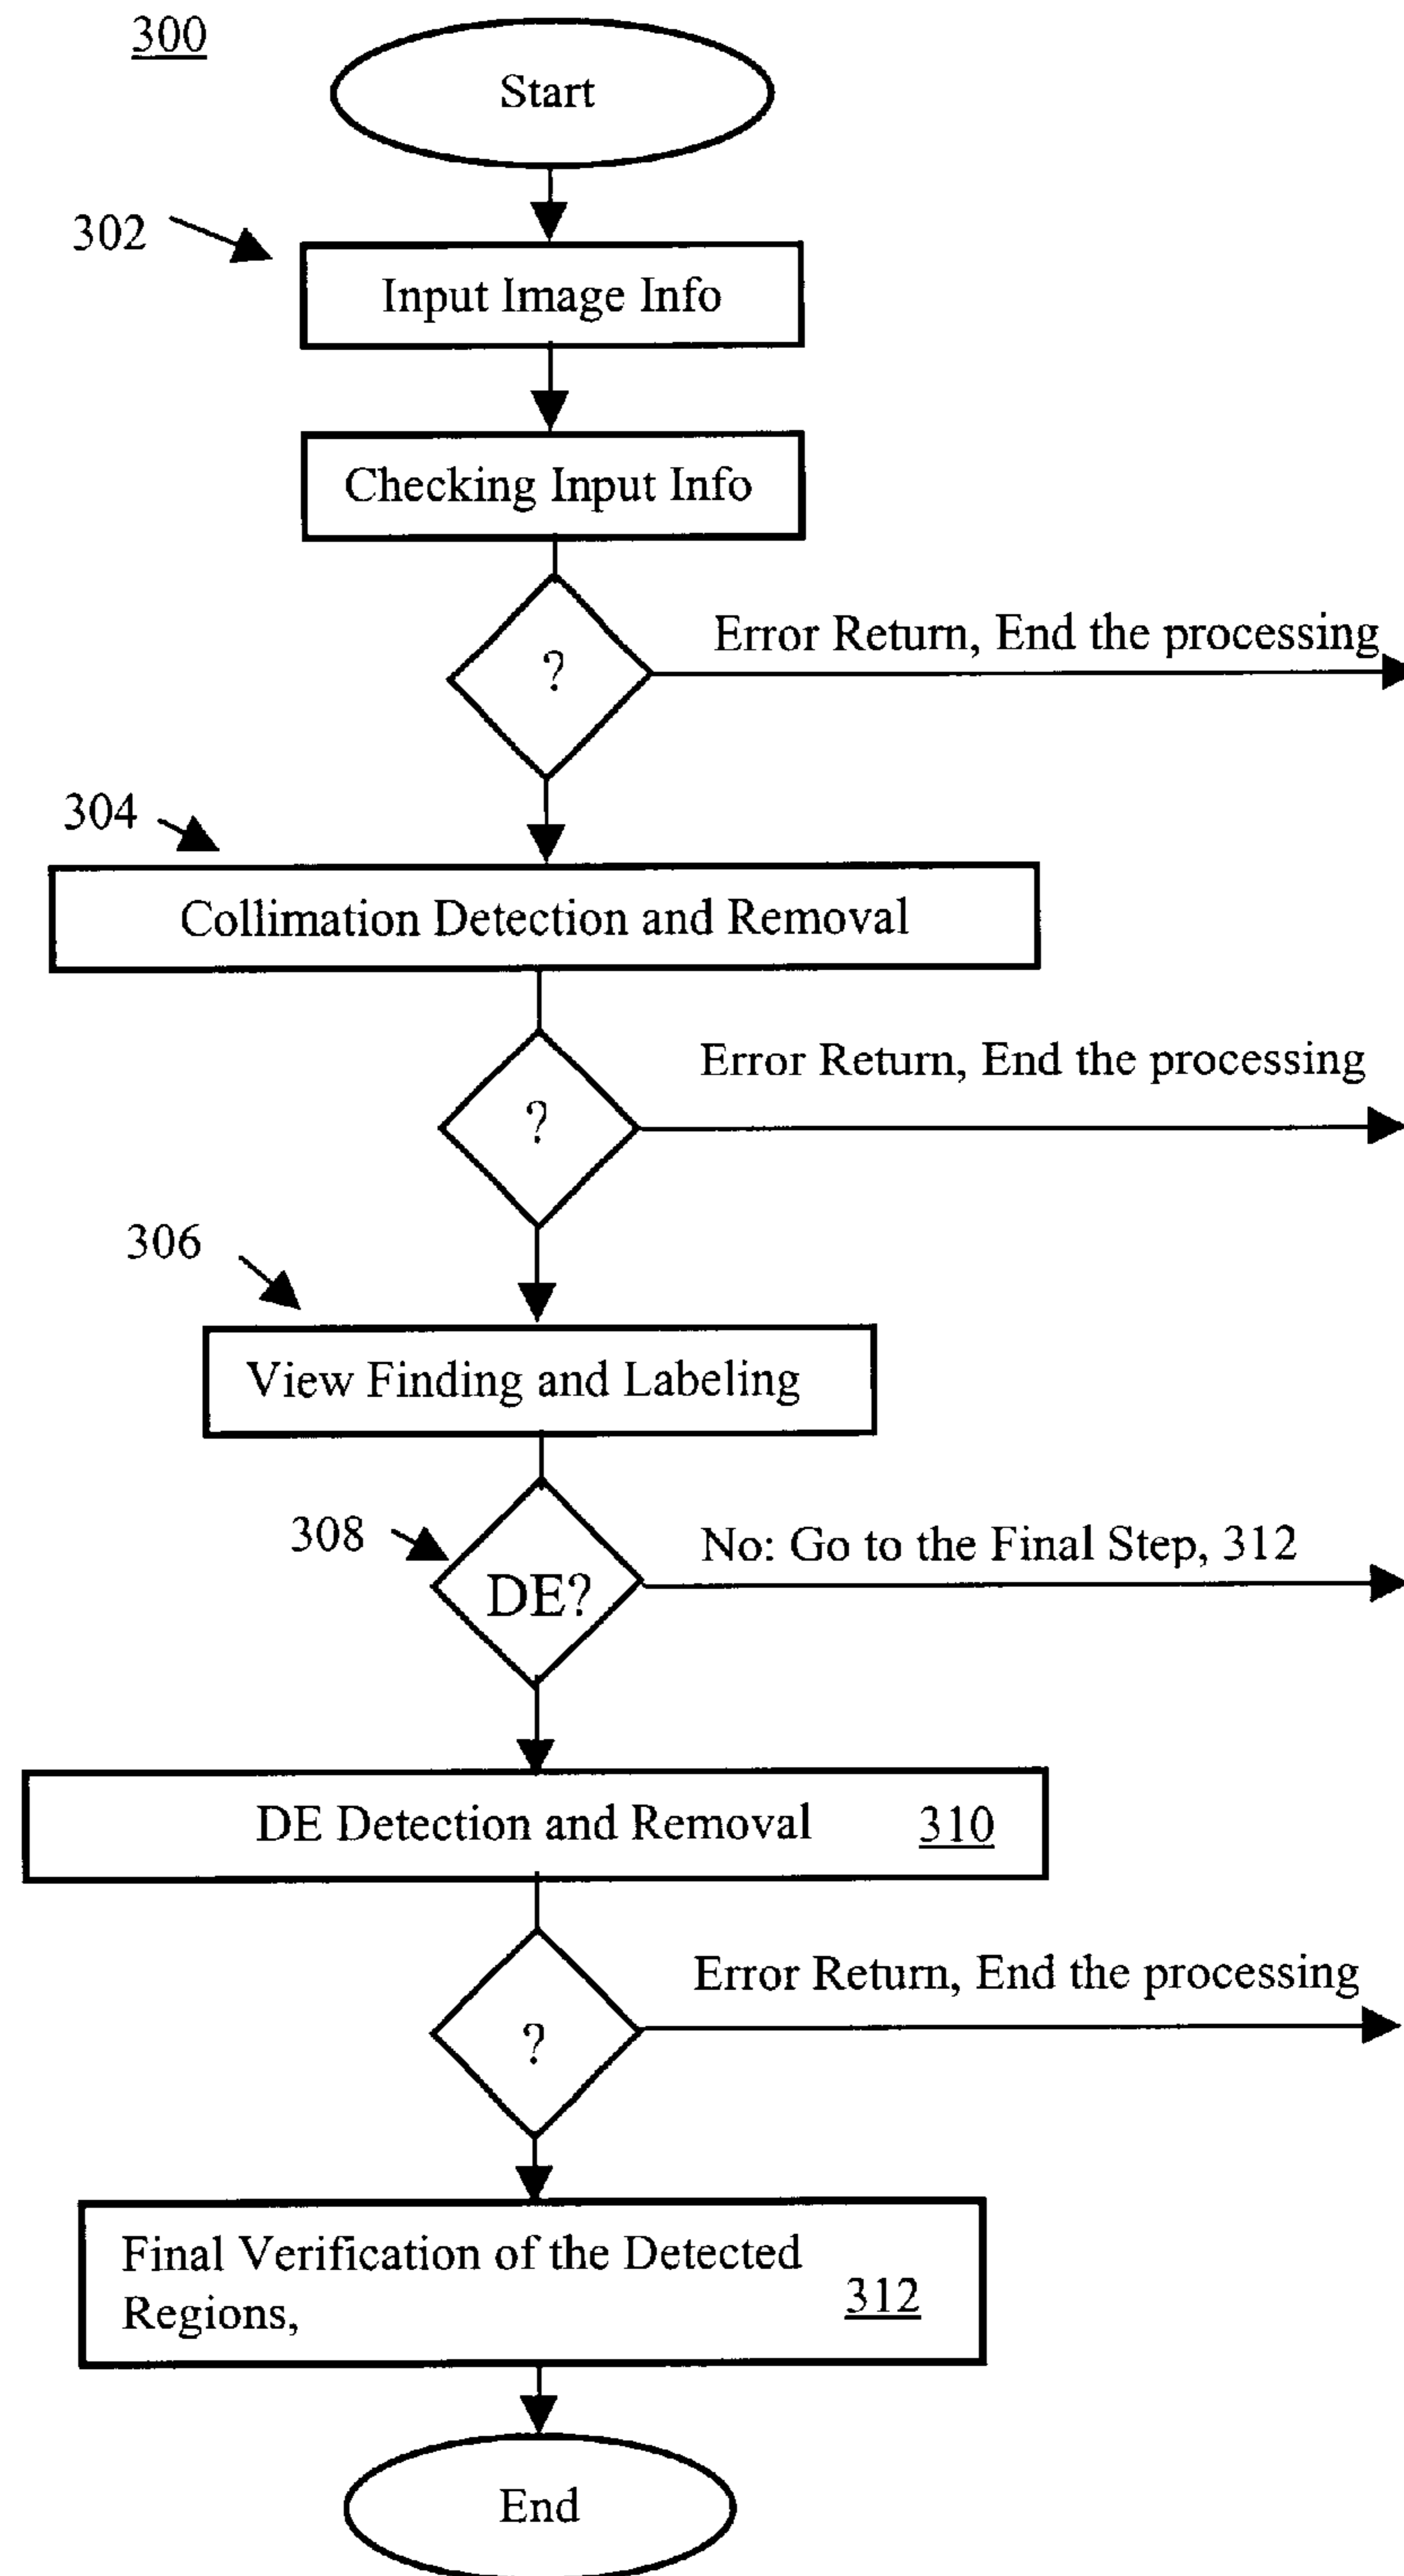 300
Start
302
Input Image Info
Checking Input Info
?
Error Return, End the processing
304
Collimation Detection and Removal
?
Error Return, End the processing
306
View Finding and Labeling
308
DE?
No: Go to the Final Step, 312
DE Detection and Removal 310
?
Error Return, End the processing
Final Verification of the Detected
Regions,
312
End